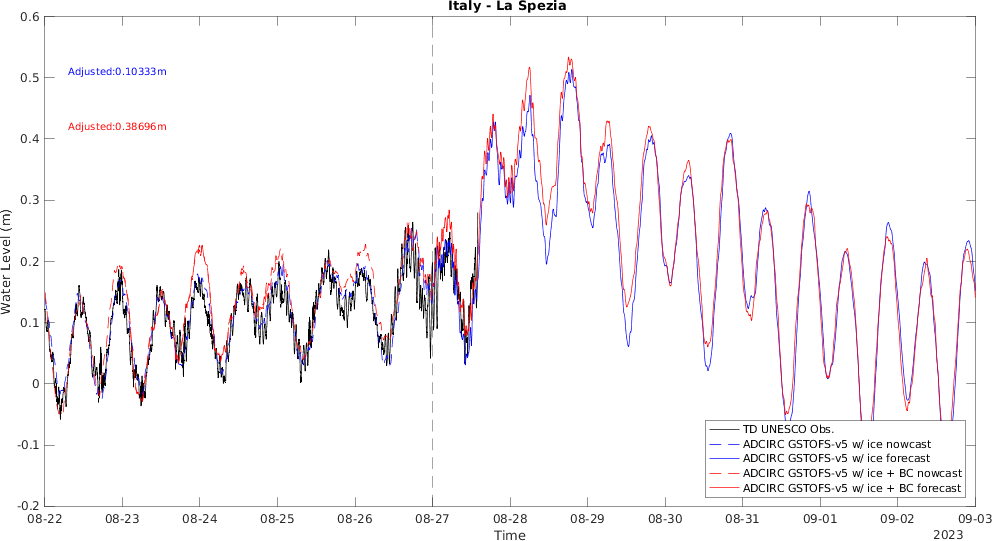 Italy - La Spezia
Adjusted:0.10333m
Adjusted:0.38696m
Water Level (m)
0.6
0.5
0.4
0.3
0.2
0.1
0
-0.1
-0.2
TD UNESCO Obs.
ADCIRC GSTOFS-v5 w/ ice nowcast
ADCIRC GSTOFS-v5 w/ ice forecast
ADCIRC GSTOFS-v5 w/ ice + BC nowcast
ADCIRC GSTOFS-v5 w/ ice + BC forecast
08-22 08-23 08-24 08-25 08-26 08-27 08-28 08-29 08-30 08-31 09-01 09-02 09-03
Time
2023